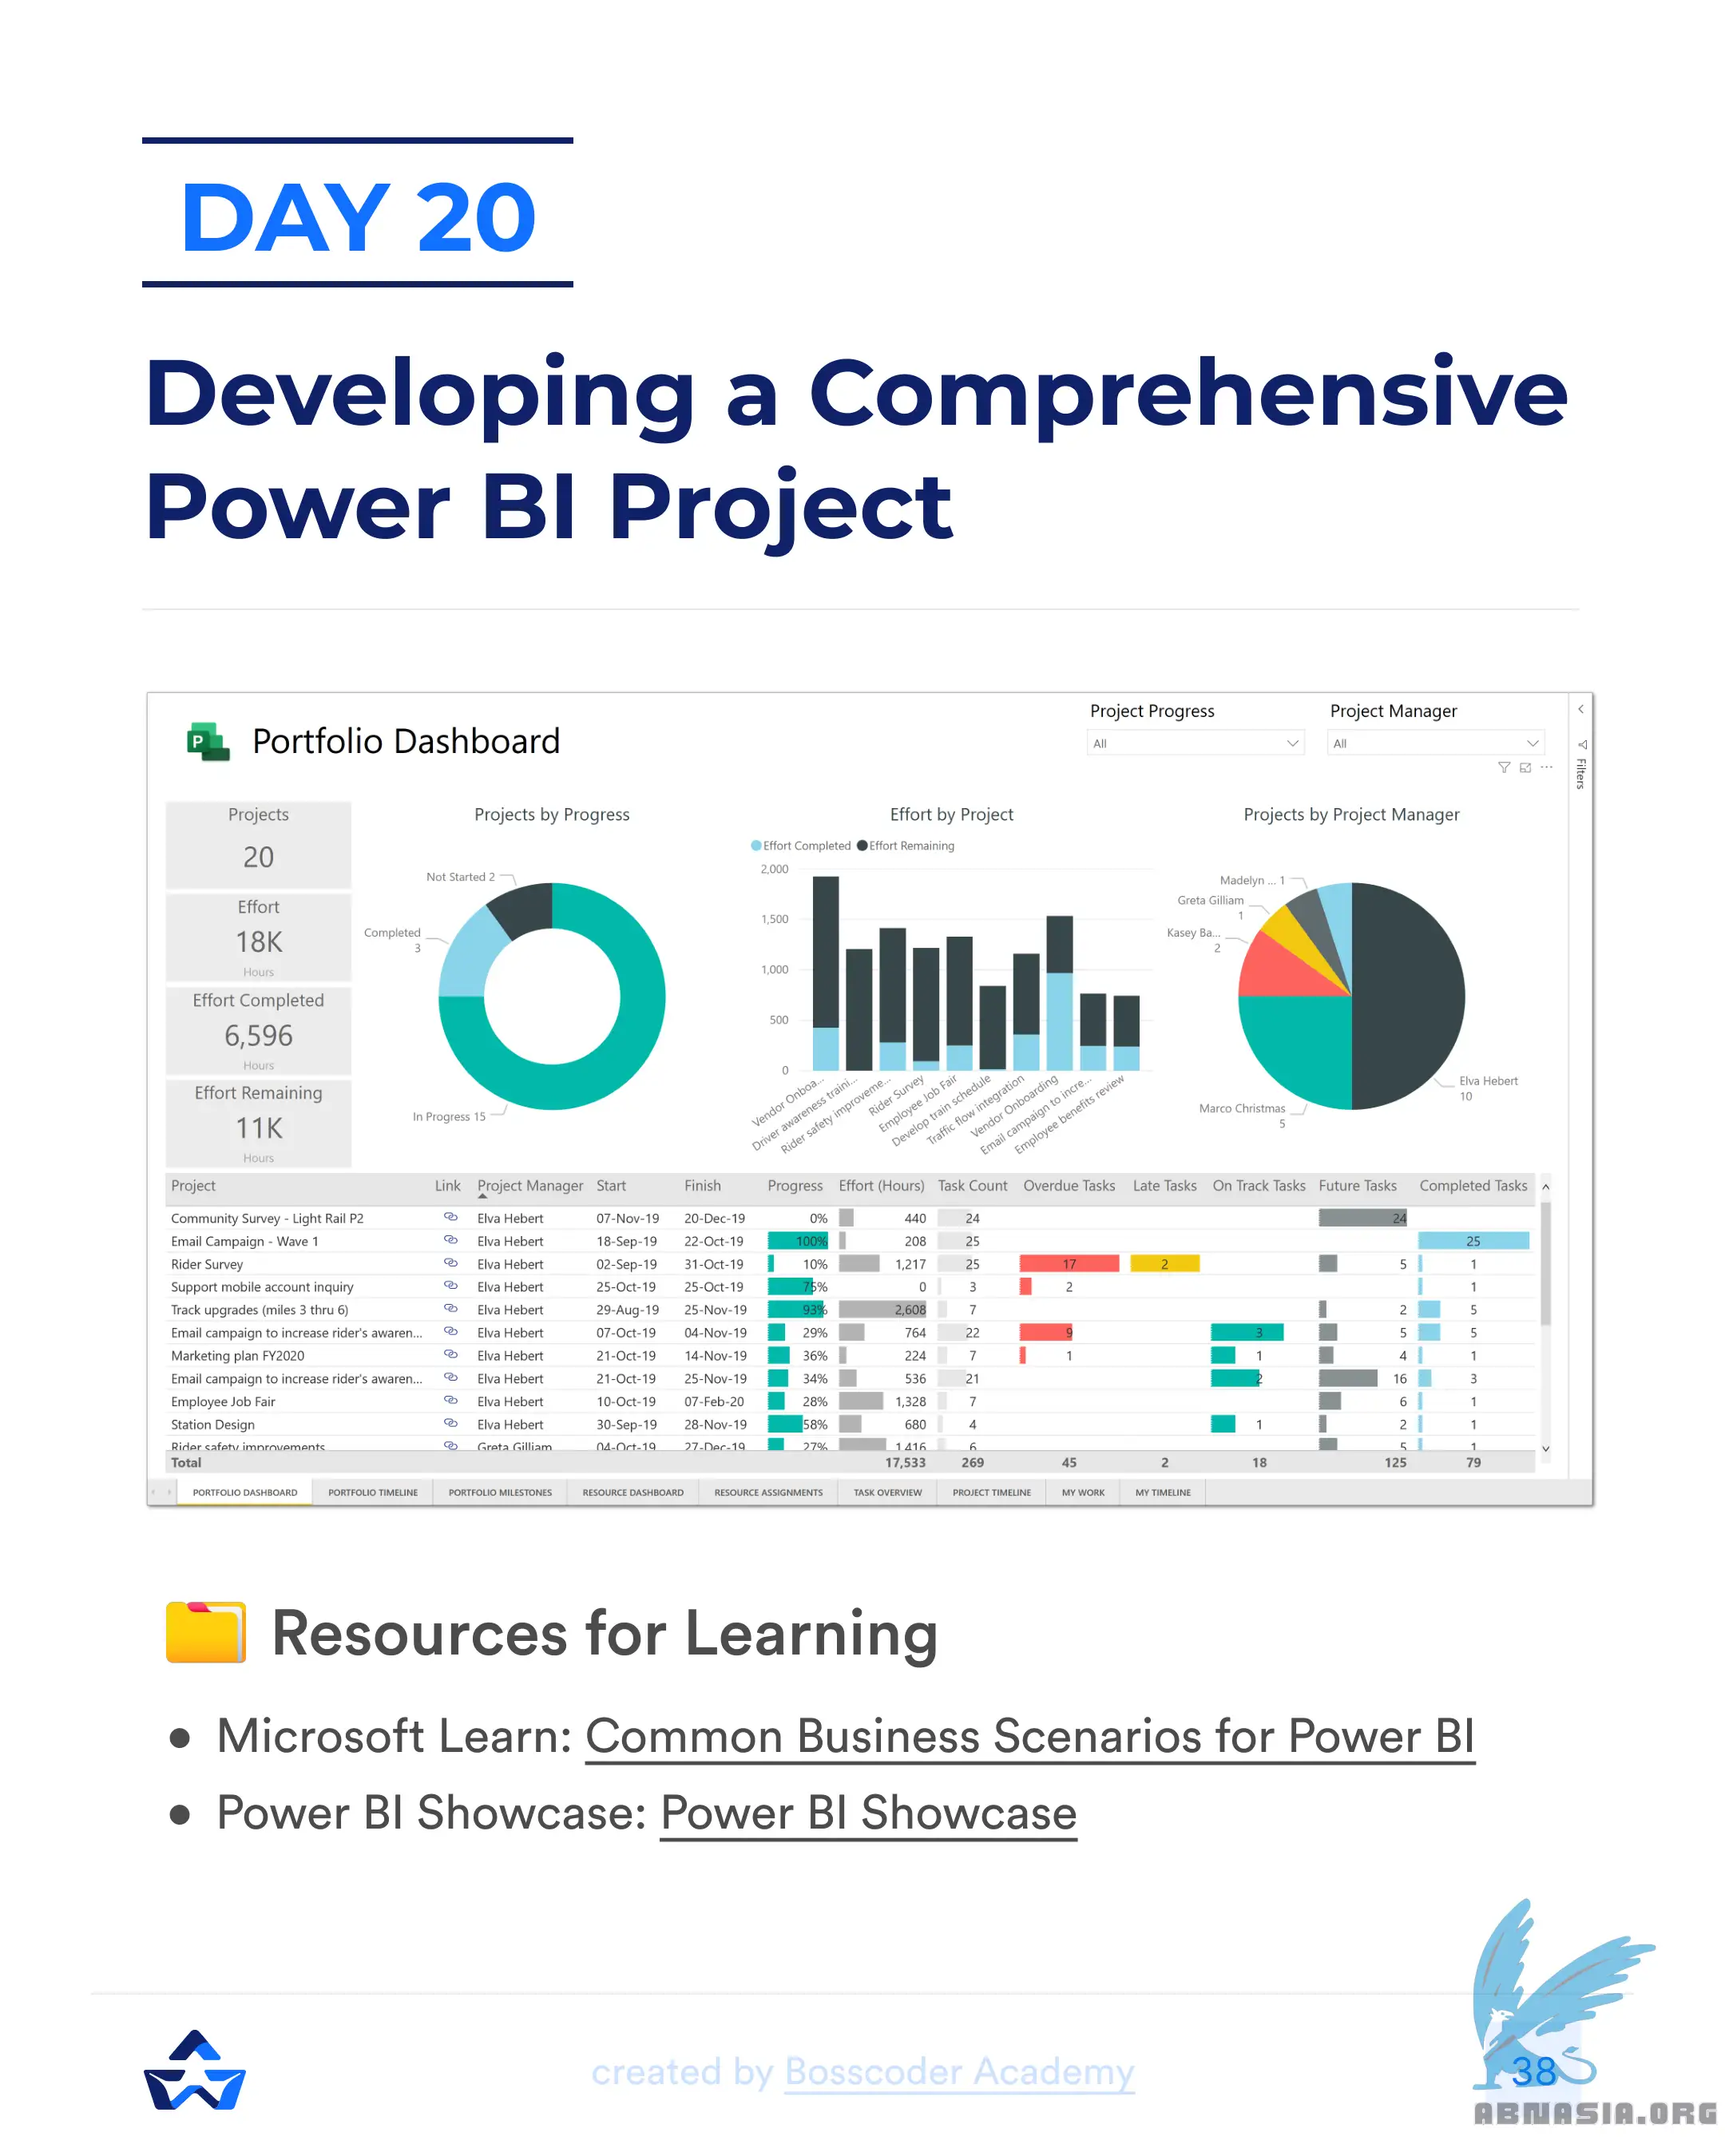 DAY 20
Developing a Comprehensive
Power BI Project
Portfolio Dashboard
Project Progress
All
Project Manager
All
Filters
Projects
20
Effort
18K
Hours
Effort Completed
6,596
Hours
Effort Remaining
11K
Hours
Projects by Progress
Not Started 2
Completed
3
In Progress 15
Effort by Project
Effort Completed Effort Remaining
2,000
1,500
1,000
500
0
Vendor Onboa...
Driver awareness traini...
Rider safety improveme...
Rider Survey
Employee Job Fair
Develop train schedule
Traffic flow integration
Vendor Onboarding
Email campaign to incre...
Employee benefits review
Projects by Project Manager
Madelyn ... 1
Greta Gilliam
1
Kasey Ba...
2
Marco Christmas
5
Elva Hebert
10
Project Link Project Manager Start Finish Progress Effort (Hours) Task Count Overdue Tasks Late Tasks On Track Tasks Future Tasks Completed Tasks
Community Survey - Light Rail P2 Elva Hebert 07-Nov-19 20-Dec-19 0% 440 24 24
Email Campaign - Wave 1 Elva Hebert 18-Sep-19 22-Oct-19 100% 208 25 25
Rider Survey Elva Hebert 02-Sep-19 31-Oct-19 10% 1,217 25 17 2 5 1
Support mobile account inquiry Elva Hebert 25-Oct-19 25-Oct-19 75% 0 3 2 1
Track upgrades (miles 3 thru 6) Elva Hebert 29-Aug-19 25-Nov-19 93% 2,608 7 2 5
Email campaign to increase rider's awaren... Elva Hebert 07-Oct-19 04-Nov-19 29% 764 22 9 3 5 5
Marketing plan FY2020 Elva Hebert 21-Oct-19 14-Nov-19 36% 224 7 1 1 4 1
Email campaign to increase rider's awaren... Elva Hebert 21-Oct-19 25-Nov-19 34% 536 21 2 16 3
Employee Job Fair Elva Hebert 10-Oct-19 07-Feb-20 28% 1,328 7 6 1
Station Design Elva Hebert 30-Sep-19 28-Nov-19 58% 680 4 1 2 1
Rider safety improvements Greta Gilliam 04-Oct-19 27-Dec-19 27% 1,416 6 5 1
Total 17,533 269 45 2 18 125 79
PORTFOLIO DASHBOARD PORTFOLIO TIMELINE PORTFOLIO MILESTONES RESOURCE DASHBOARD RESOURCE ASSIGNMENTS TASK OVERVIEW PROJECT TIMELINE MY WORK MY TIMELINE
Resources for Learning
● Microsoft Learn: Common Business Scenarios for Power BI
● Power BI Showcase: Power BI Showcase
created by Bosscoder Academy
38
ABNASIA.ORG